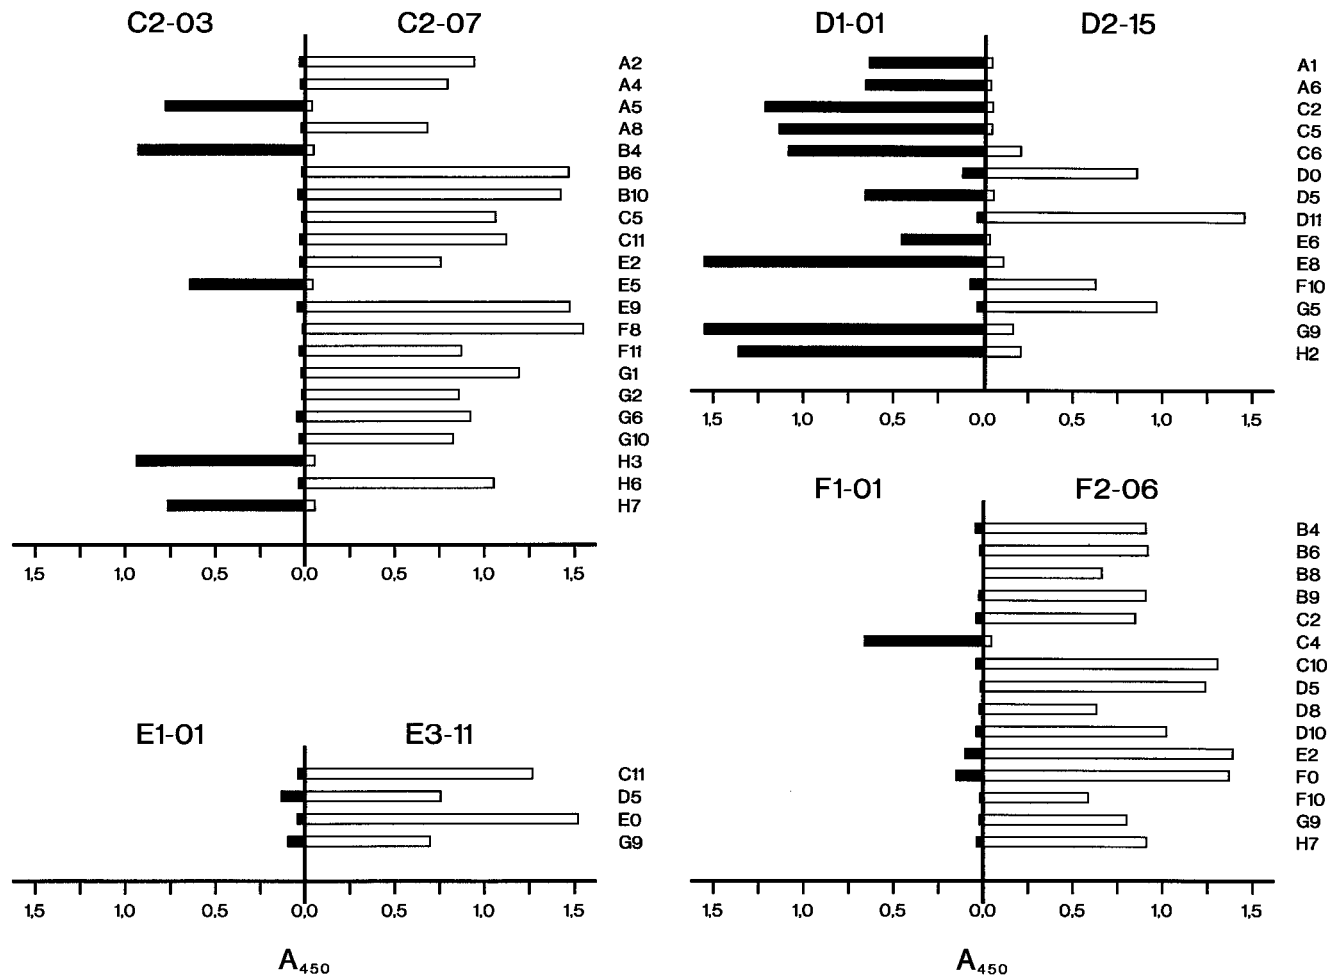 C2-03 C2-07
A2
A4
A5
A8
B4
B6
B10
C5
C11
E2
E5
E9
F8
F11
G1
G2
G6
G10
H3
H6
H7
1,5 1,0 0,5 0,0 0,5 1,0 1,5
D1-01 D2-15
A1
A6
C2
C5
C6
D0
D5
D11
E6
E8
F10
G5
G9
H2
1,5 1,0 0,5 0,0 0,5 1,0 1,5
E1-01 E3-11
C11
D5
E0
G9
1,5 1,0 0,5 0,0 0,5 1,0 1,5
A450
F1-01 F2-06
B4
B6
B8
B9
C2
C4
C10
D5
D8
D10
E2
F0
F10
G9
H7
1,5 1,0 0,5 0,0 0,5 1,0 1,5
A450